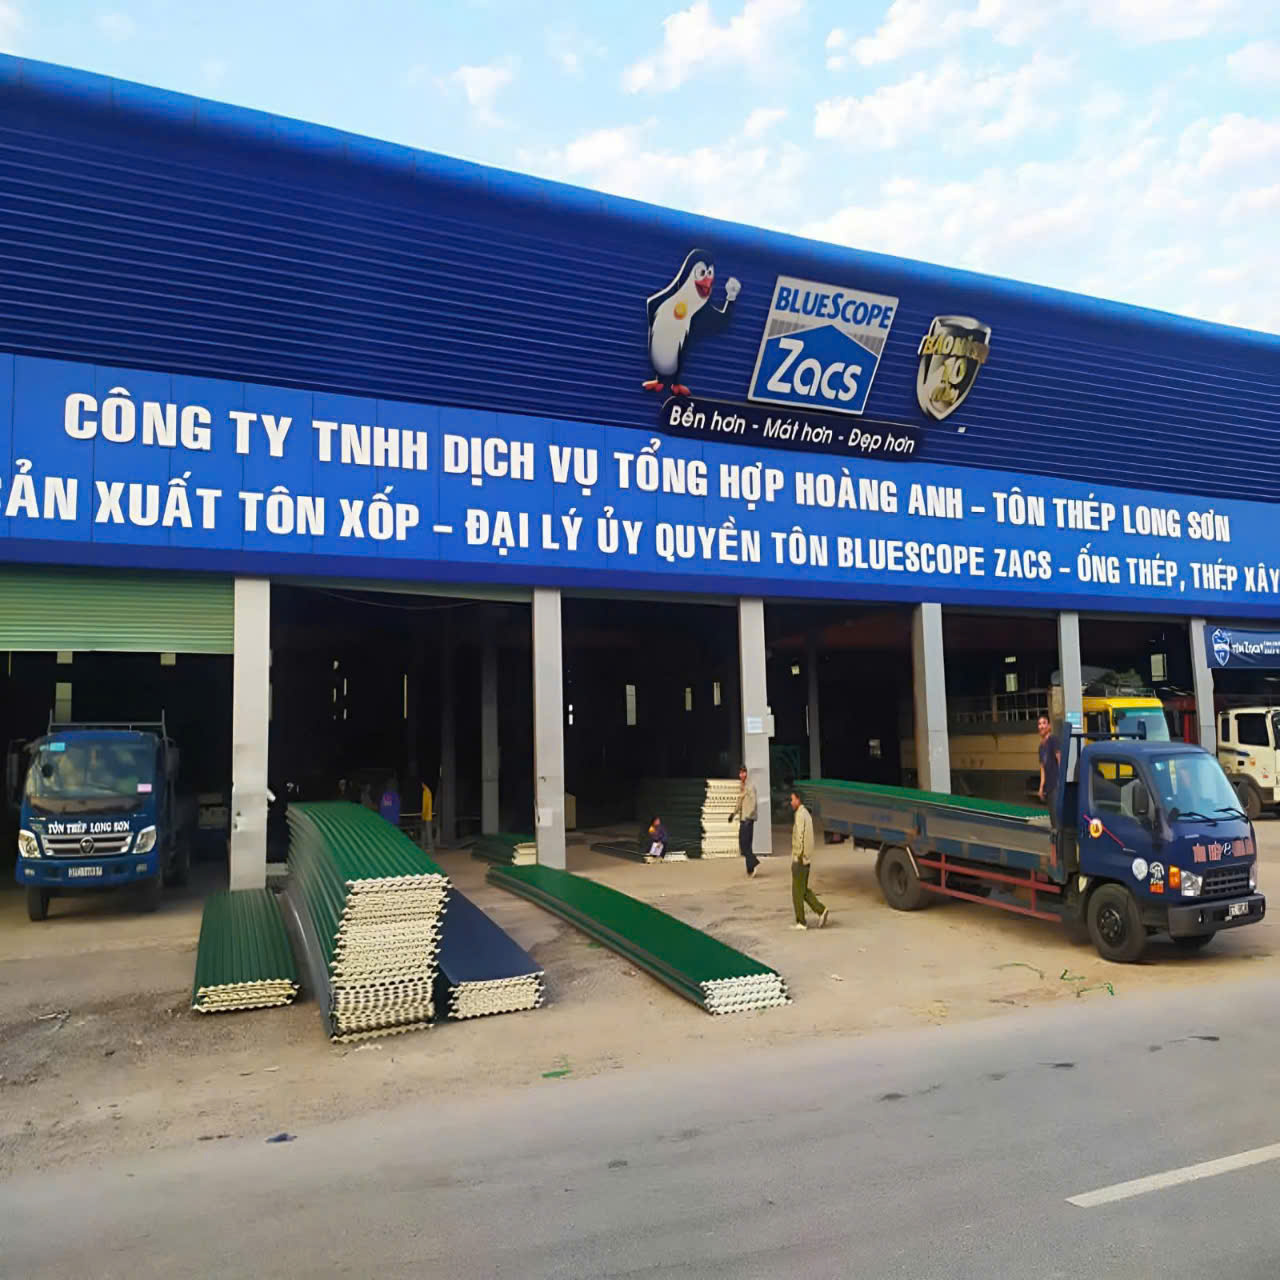 BLUESCOPE
Zacs
10
Bền hơn - Mát hơn - Đẹp hơn
CÔNG TY TNHH DỊCH VỤ TỔNG HỢP HOÀNG ANH – TÔN THÉP LONG SƠN
SẢN XUẤT TÔN XỐP – ĐẠI LÝ ỦY QUYỀN TÔN BLUESCOPE ZACS – ỐNG THÉP, THÉP XÂY
TÔN THÉP LONG SƠN